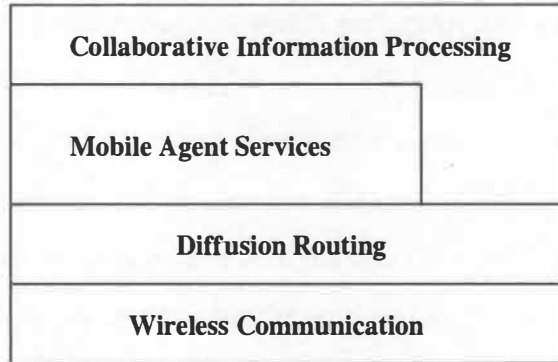 Collaborative Information Processing
Mobile Agent Services
Diffusion Routing
Wireless Communication